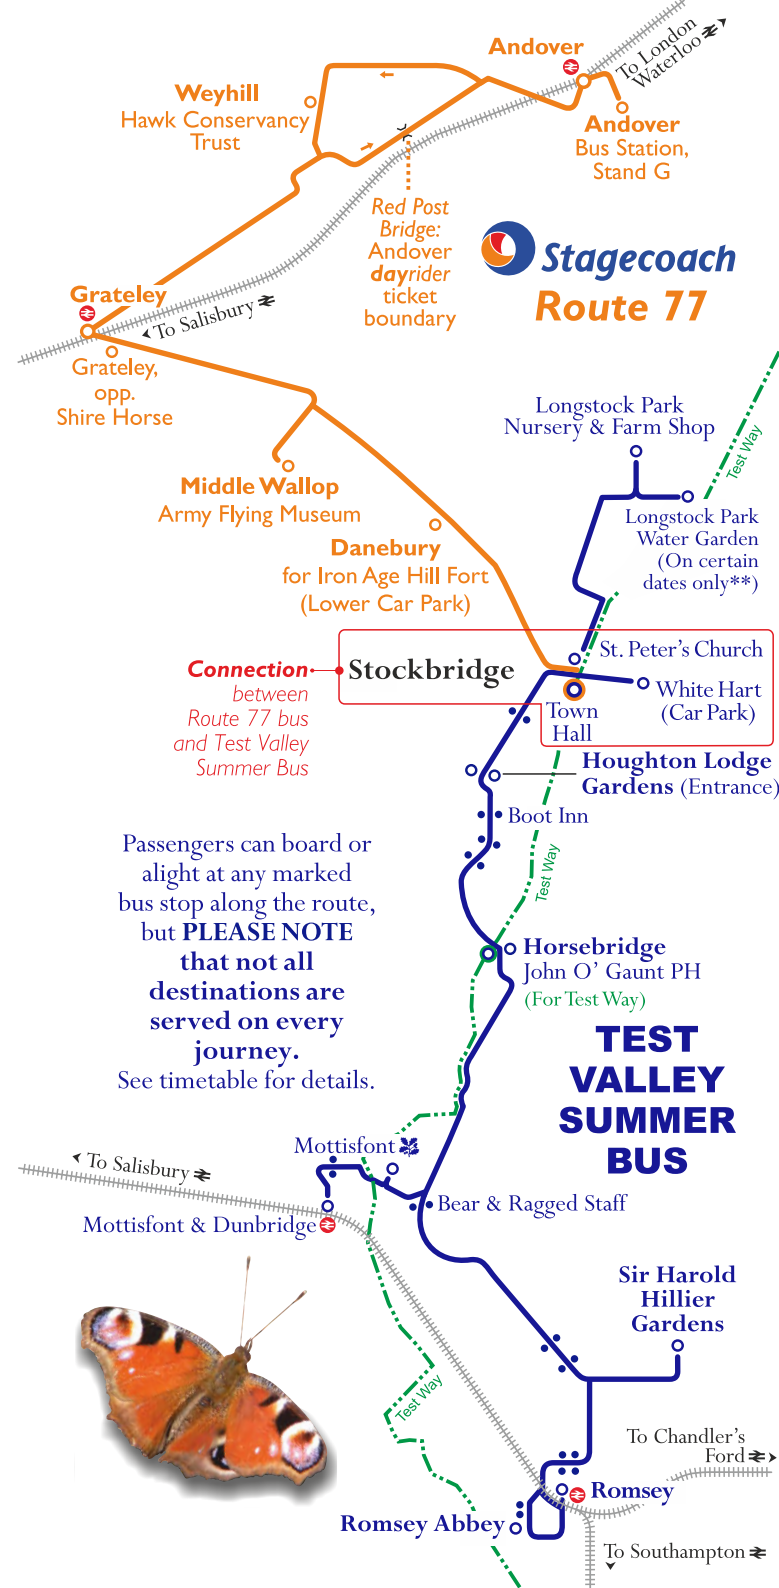 Andover
To London
Waterloo
Weyhill
Hawk Conservancy
Trust
Andover
Bus Station,
Stand G
Red Post
Bridge:
Andover
dayrider
ticket
boundary
Stagecoach
Route 77
Grateley
To Salisbury
Grateley,
opp.
Shire Horse
Longstock Park
Nursery & Farm Shop
Test Way
Middle Wallop
Army Flying Museum
Longstock Park
Water Garden
(On certain
dates only**)
Danebury
for Iron Age Hill Fort
(Lower Car Park)
Connection
between
Route 77 bus
and Test Valley
Summer Bus
Stockbridge
St. Peter's Church
White Hart
(Car Park)
Town
Hall
Houghton Lodge
Gardens (Entrance)
Boot Inn
Passengers can board or
alight at any marked
bus stop along the route,
but PLEASE NOTE
that not all
destinations are
served on every
journey.
See timetable for details.
Test Way
Horsebridge
John O' Gaunt PH
(For Test Way)
TEST
VALLEY
SUMMER
BUS
Mottisfont
To Salisbury
Bear & Ragged Staff
Mottisfont & Dunbridge
Sir Harold
Hillier
Gardens
Test Way
To Chandler's
Ford
Romsey
Romsey Abbey
To Southampton